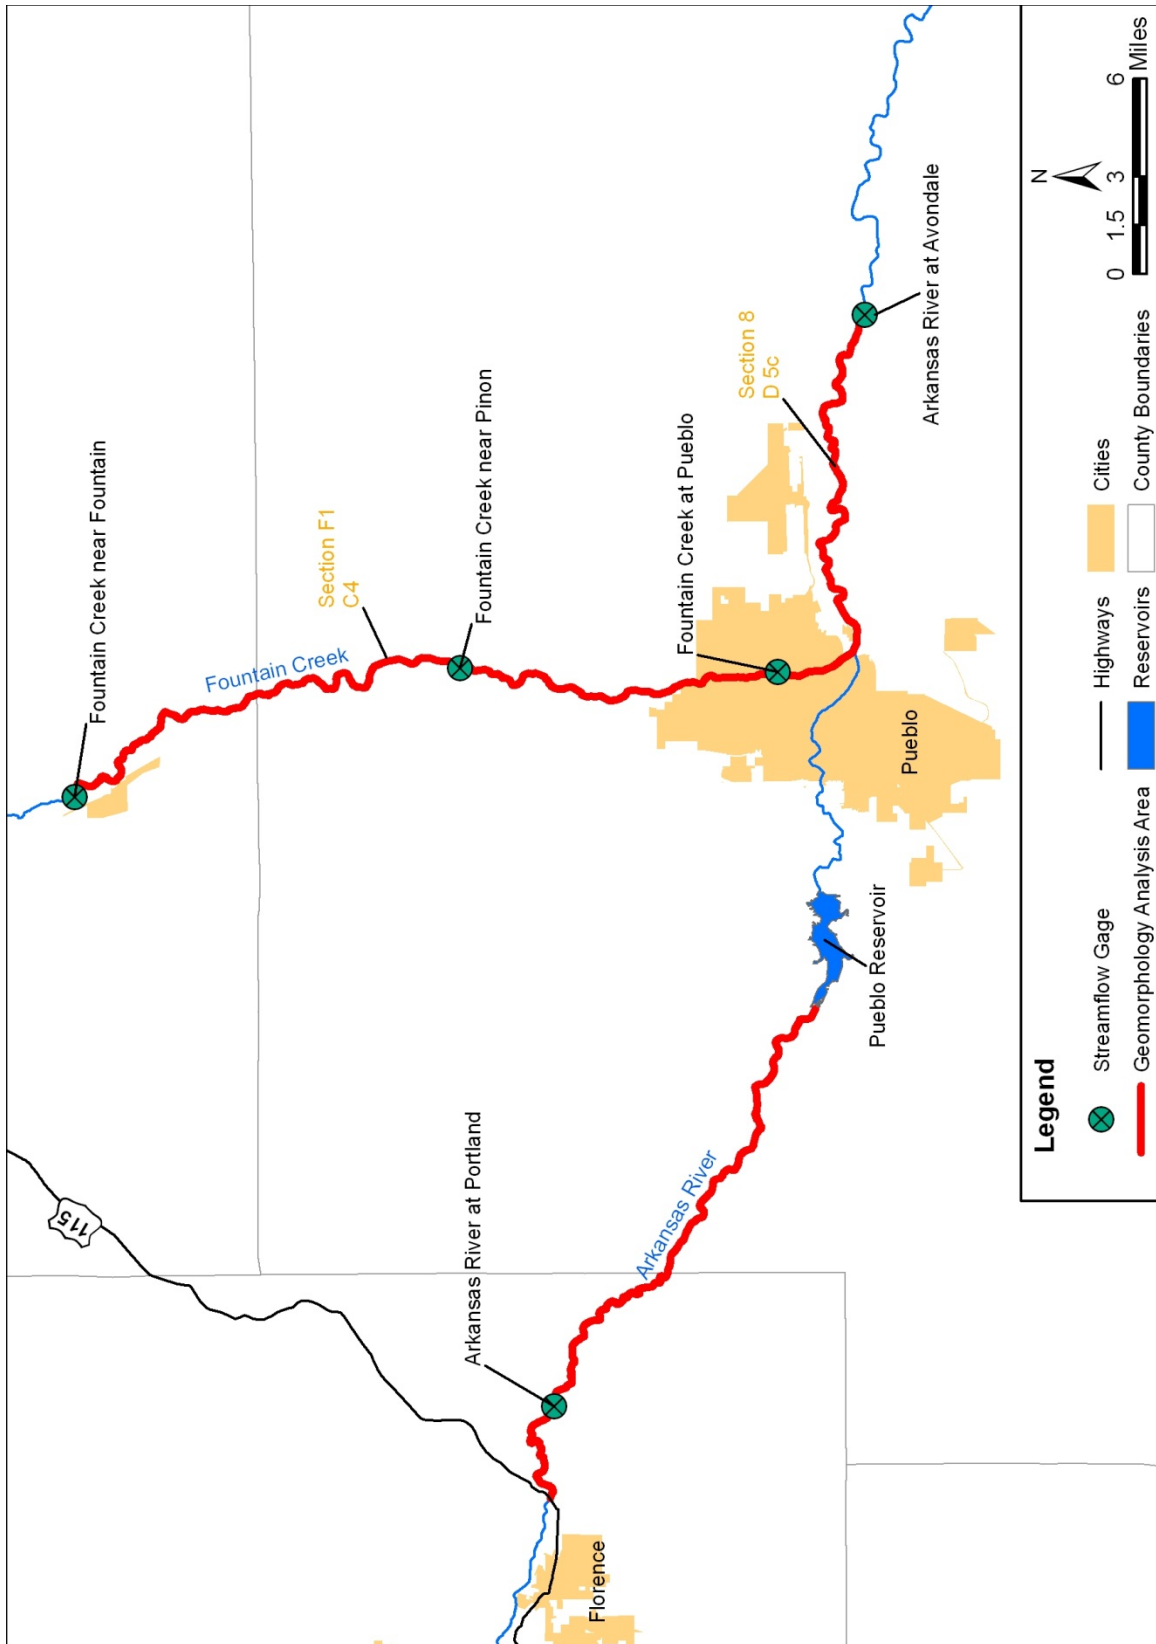 115
Fountain Creek near Fountain
Fountain Creek
Section F1
C4
Fountain Creek near Pinon
Arkansas River at Portland
Florence
Arkansas River
Fountain Creek at Pueblo
Section 8
D 5c
Pueblo Reservoir
Pueblo
Arkansas River at Avondale
Legend
Streamflow Gage
Highways
Cities
Geomorphology Analysis Area
Reservoirs
County Boundaries
N
0 1.5 3 6
Miles